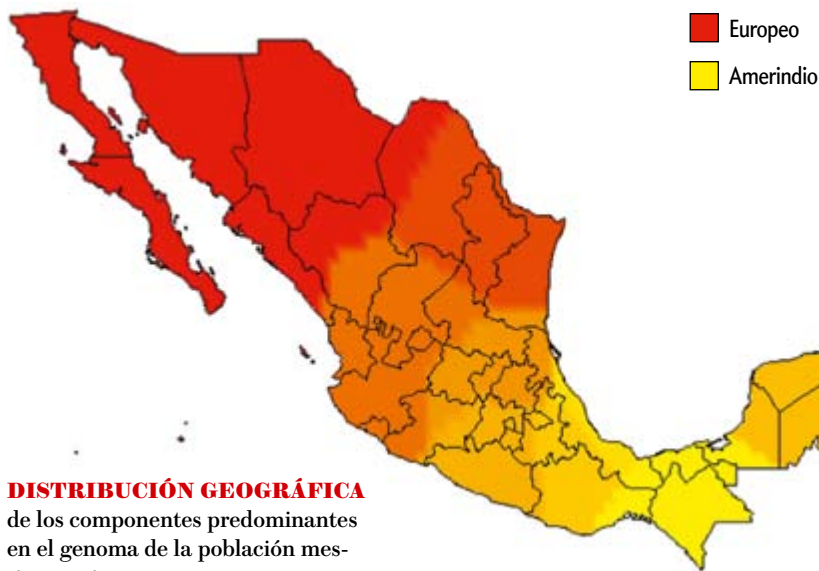 Europeo
Amerindio
DISTRIBUCIÓN GEOGRÁFICA
de los componentes predominantes
en el genoma de la población mes-